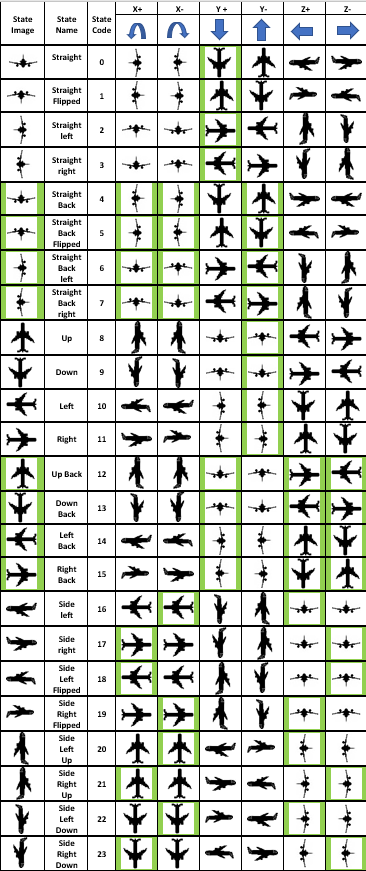 State Image State Name State Code X+ X- Y + Y- Z+ Z-
Straight 0
Straight Flipped 1
Straight left 2
Straight right 3
Straight Back 4
Straight Back Flipped 5
Straight Back left 6
Straight Back right 7
Up 8
Down 9
Left 10
Right 11
Up Back 12
Down Back 13
Left Back 14
Right Back 15
Side left 16
Side right 17
Side Left Flipped 18
Side Right Flipped 19
Side Left Up 20
Side Right Up 21
Side Left Down 22
Side Right Down 23